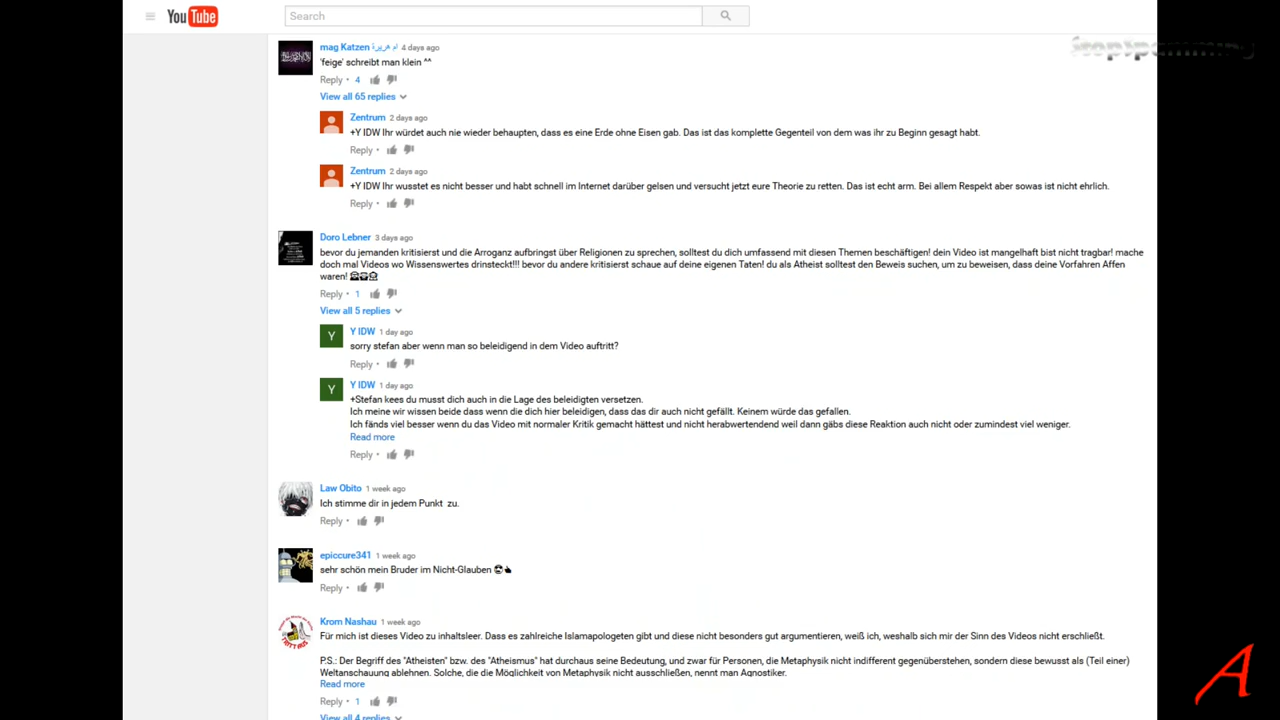 YouTube
Search
StopSpamming
mag Katzen ام هريرة 4 days ago
'feige' schreibt man klein ^^
Reply • 4
View all 65 replies
Zentrum 2 days ago
+Y IDW Ihr würdet auch nie wieder behaupten, dass es eine Erde ohne Eisen gab. Das ist das komplette Gegenteil von dem was ihr zu Beginn gesagt habt.
Reply •
Zentrum 2 days ago
+Y IDW Ihr wusstet es nicht besser und habt schnell im Internet darüber gelsen und versucht jetzt eure Theorie zu retten. Das ist echt arm. Bei allem Respekt aber sowas ist nicht ehrlich.
Reply •
Doro Lebner 3 days ago
bevor du jemanden kritisierst und die Arroganz aufbringst über Religionen zu sprechen, solltest du dich umfassend mit diesen Themen beschäftigen! dein Video ist mangelhaft bist nicht tragbar! mache
doch mal Videos wo Wissenswertes drinsteckt!!! bevor du andere kritisierst schaue auf deine eigenen Taten! du als Atheist solltest den Beweis suchen, um zu beweisen, dass deine Vorfahren Affen
waren! 🙊🙊🙊
Reply • 1
View all 5 replies
Y
Y IDW 1 day ago
sorry stefan aber wenn man so beleidigend in dem Video auftritt?
Reply •
Y
Y IDW 1 day ago
+Stefan kees du musst dich auch in die Lage des beleidigten versetzen.
Ich meine wir wissen beide dass wenn die dich hier beleidigen, dass das dir auch nicht gefällt. Keinem würde das gefallen.
Ich fänds viel besser wenn du das Video mit normaler Kritik gemacht hättest und nicht herabwertendend weil dann gäbs diese Reaktion auch nicht oder zumindest viel weniger.
Read more
Reply •
Law Obito 1 week ago
Ich stimme dir in jedem Punkt zu.
Reply •
epiccure341 1 week ago
sehr schön mein Bruder im Nicht-Glauben 😎👍
Reply •
Krom Nashau 1 week ago
Für mich ist dieses Video zu inhaltsleer. Dass es zahlreiche Islamapologeten gibt und diese nicht besonders gut argumentieren, weiß ich, weshalb sich mir der Sinn des Videos nicht erschließt.
P.S.: Der Begriff des "Atheisten" bzw. des "Atheismus" hat durchaus seine Bedeutung, und zwar für Personen, die Metaphysik nicht indifferent gegenüberstehen, sondern diese bewusst als (Teil einer)
Weltanschauung ablehnen. Solche, die die Möglichkeit von Metaphysik nicht ausschließen, nennt man Agnostiker.
Read more
Reply • 1
View all 4 replies
A